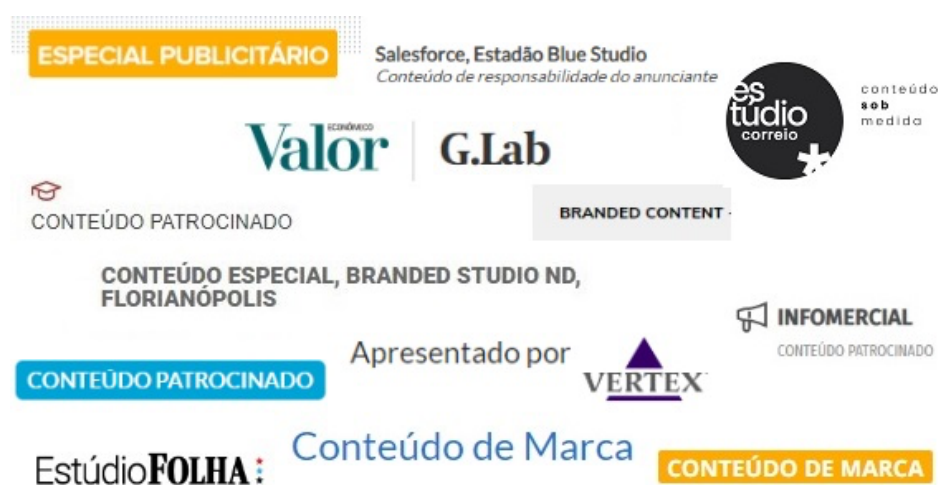 ESPECIAL PUBLICITÁRIO
Salesforce, Estadão Blue Studio
Conteúdo de responsabilidade do anunciante
es
túdio
correio
*
conteúdo
sob
medida
Valor
ECONÔMICO
G.Lab
CONTEÚDO PATROCINADO
BRANDED CONTENT
CONTEÚDO ESPECIAL, BRANDED STUDIO ND,
FLORIANÓPOLIS
INFOMERCIAL
CONTEÚDO PATROCINADO
Apresentado por
VERTEX
CONTEÚDO PATROCINADO
EstúdioFOLHA:
Conteúdo de Marca
CONTEÚDO DE MARCA